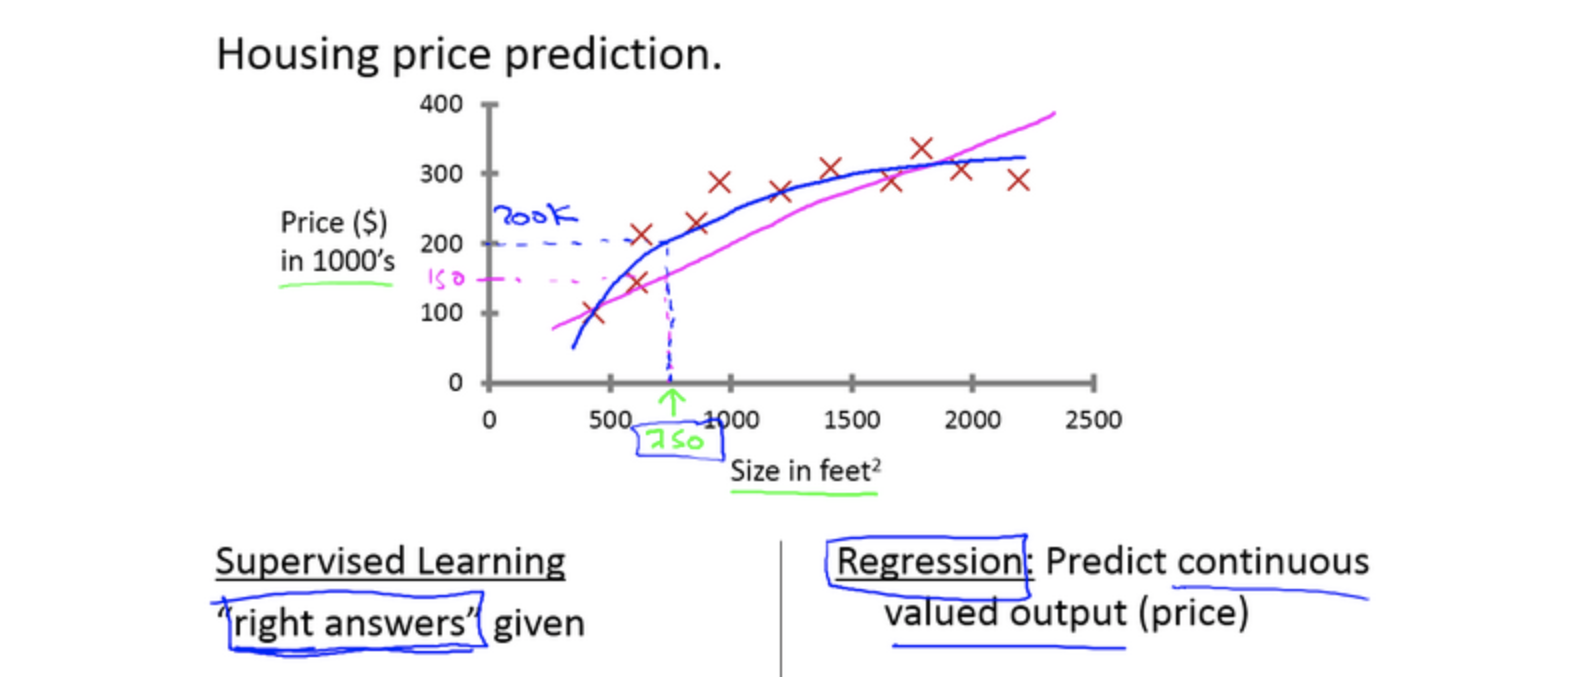 Housing price prediction.
400
300
200K
Price ($)
200
in 1000's
150
100
0
0 500 1000 1500 2000 2500
750
Size in feet²
Supervised Learning
“right answers” given
Regression: Predict continuous
valued output (price)